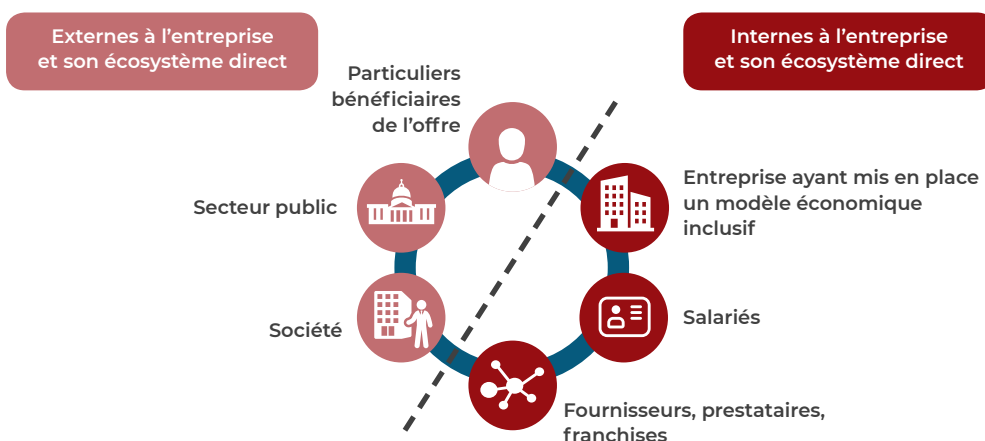 Externes à l'entreprise
et son écosystème direct
Internes à l'entreprise
et son écosystème direct
Particuliers
bénéficiaires
de l'offre
Secteur public
Société
Entreprise ayant mis en place
un modèle économique
inclusif
Salariés
Fournisseurs, prestataires,
franchises